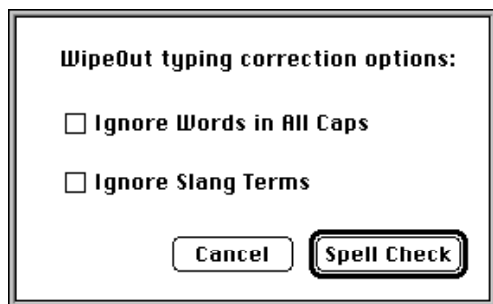 WipeOut typing correction options:
Ignore Words in All Caps
Ignore Slang Terms
Cancel Spell Check